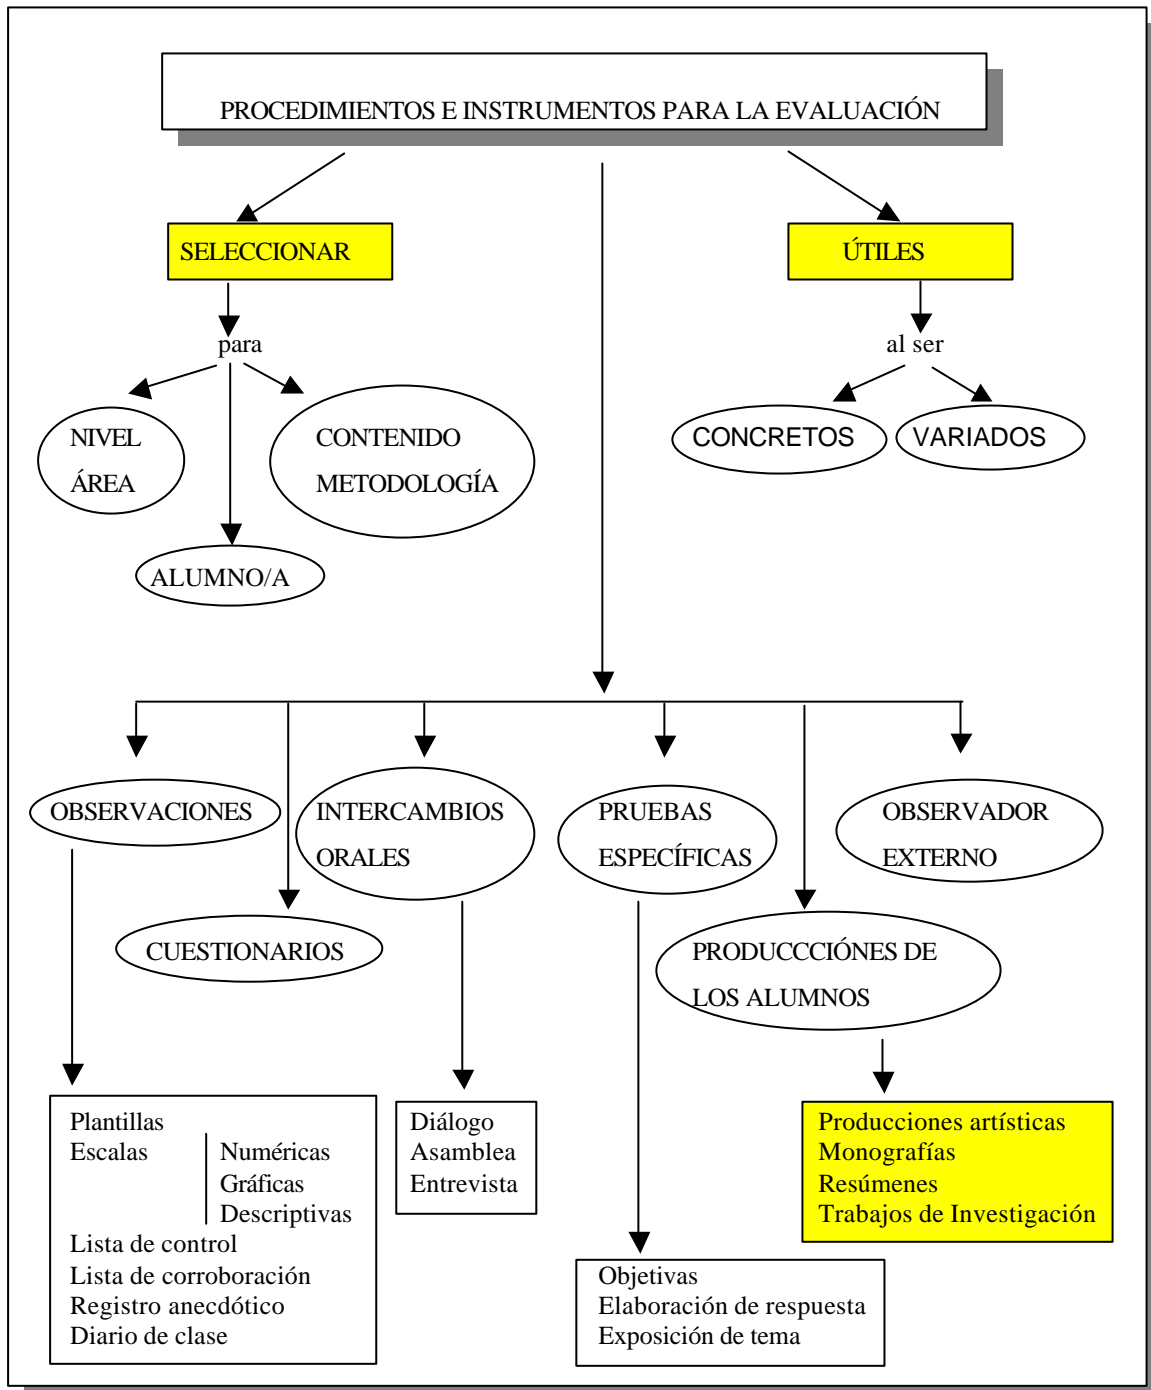 PROCEDIMIENTOS E INSTRUMENTOS PARA LA EVALUACIÓN
SELECCIONAR
ÚTILES
para
al ser
NIVEL
ÁREA
CONTENIDO
METODOLOGÍA
CONCRETOS
VARIADOS
ALUMNO/A
OBSERVACIONES
INTERCAMBIOS
ORALES
PRUEBAS
ESPECÍFICAS
OBSERVADOR
EXTERNO
CUESTIONARIOS
PRODUCCCIÓNES DE
LOS ALUMNOS
Plantillas
Escalas
Numéricas
Gráficas
Descriptivas
Lista de control
Lista de corroboración
Registro anecdótico
Diario de clase
Diálogo
Asamblea
Entrevista
Objetivas
Elaboración de respuesta
Exposición de tema
Producciones artísticas
Monografías
Resúmenes
Trabajos de Investigación